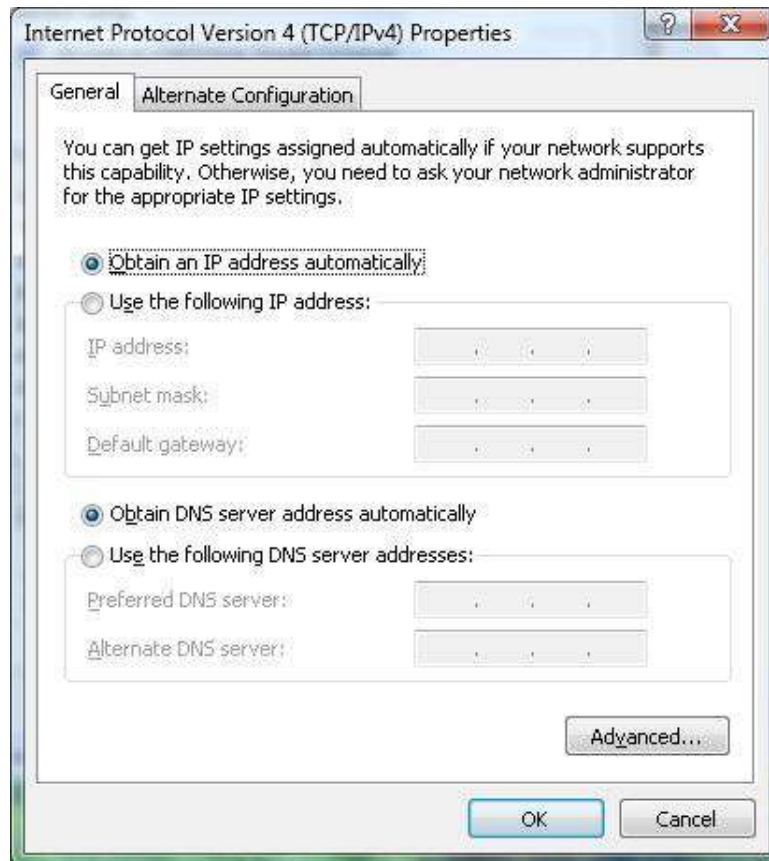 Internet Protocol Version 4 (TCP/IPv4) Properties
General
Alternate Configuration
You can get IP settings assigned automatically if your network supports
this capability. Otherwise, you need to ask your network administrator
for the appropriate IP settings.
Obtain an IP address automatically
Use the following IP address:
IP address:
Subnet mask:
Default gateway:
Obtain DNS server address automatically
Use the following DNS server addresses:
Preferred DNS server:
Alternate DNS server:
Advanced...
OK
Cancel